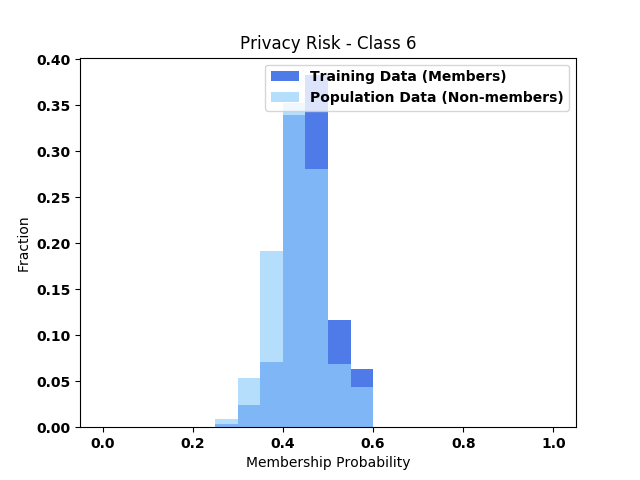 Privacy Risk - Class 6
Training Data (Members)
Population Data (Non-members)
0.40
0.35
0.30
0.25
0.20
0.15
0.10
0.05
0.00
Fraction
0.0 0.2 0.4 0.6 0.8 1.0
Membership Probability